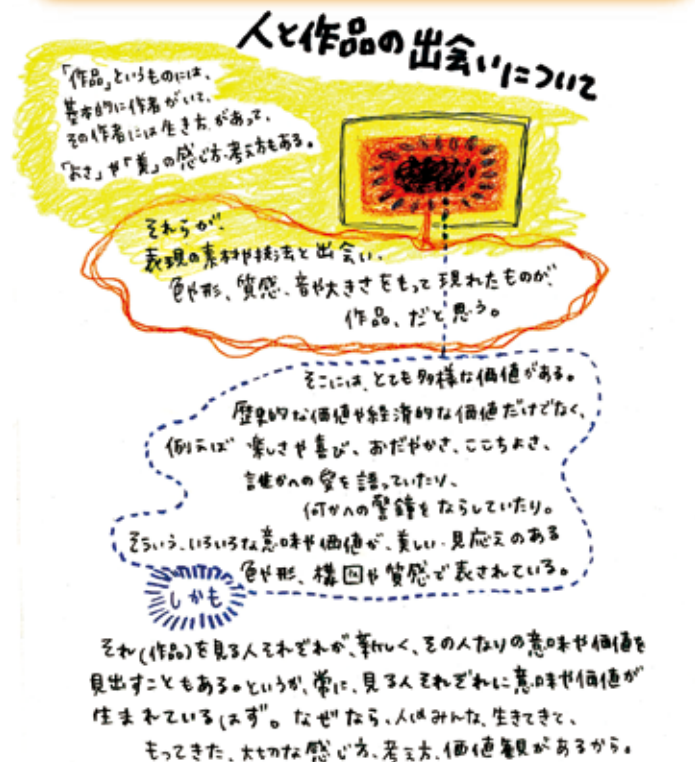 人と作品の出会いについて
「作品」というものには、
基本的に作者がいて、
その作者には生き方があって、
「よさ」や「美」の感じ方、考え方もある。
それらが、
表現の素材や技法と出会い、
色や形、質感、音や大きさをもって現れたものが、
作品、だと思う。
そこには、とても多様な価値がある。
歴史的な価値や経済的な価値だけでなく、
例えば 楽しさや喜び、おだやかさ、ここちよさ、
誰かへの愛を語っていたり、
何かへの警鐘をならしていたり。
そういう、いろいろな意味や価値が、美しい、見応えのある
色や形、構図や質感で表されている。
しかも
それ(作品)を見る人それぞれが、新しく、その人なりの意味や価値を
見出すこともある。というか、常に、見る人それぞれに意味や価値が
生まれているはず。なぜなら、人はみんな、生きてきて、
もってきた、大切な感じ方、考え方、価値観があるから。